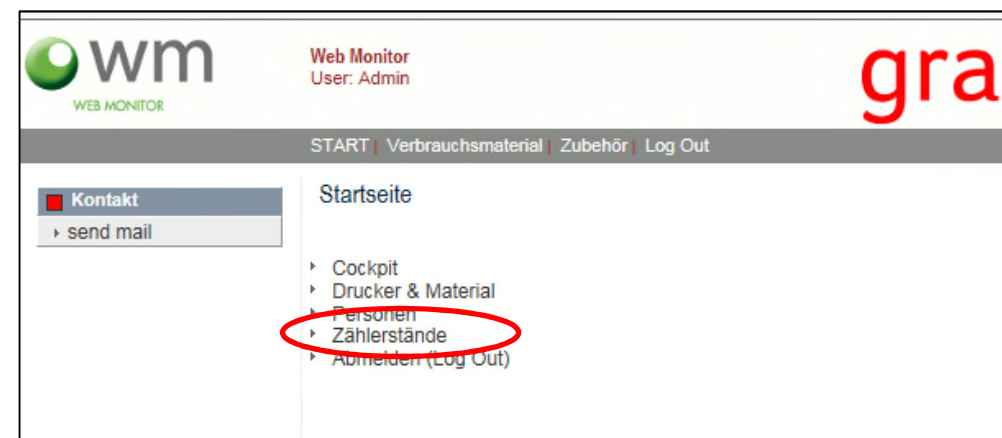 wm
WEB MONITOR
Web Monitor
User: Admin
gra
START | Verbrauchsmaterial | Zubehör | Log Out
Kontakt
send mail
Startseite
Cockpit
Drucker & Material
Personen
Zählerstände
Abmelden (Log Out)